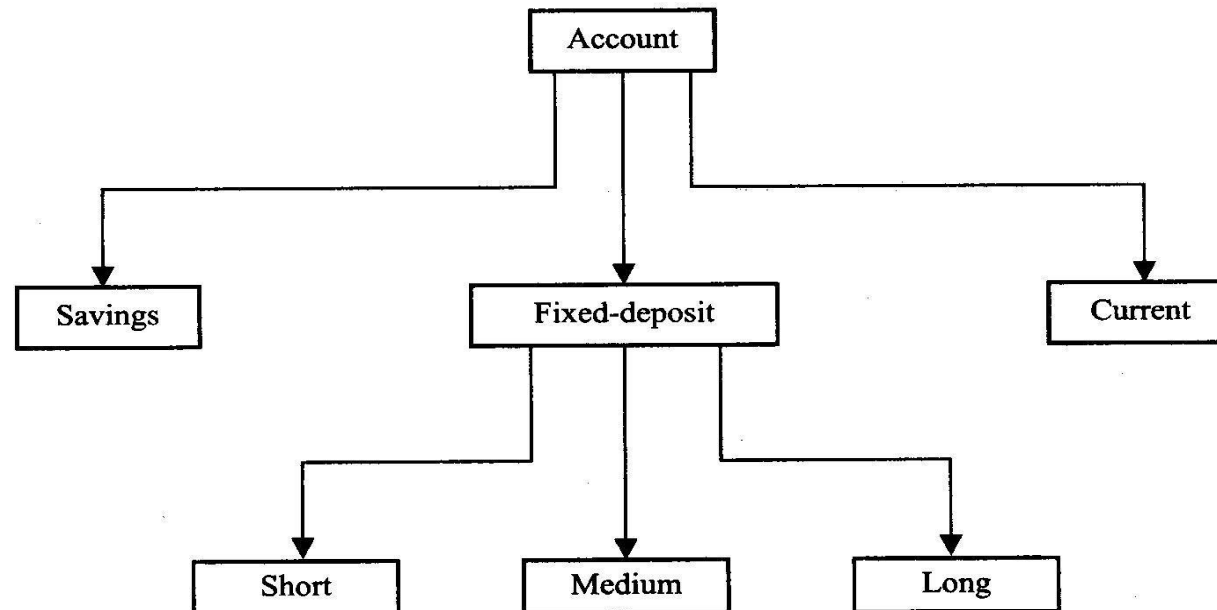 Account
Savings
Fixed-deposit
Current
Short
Medium
Long